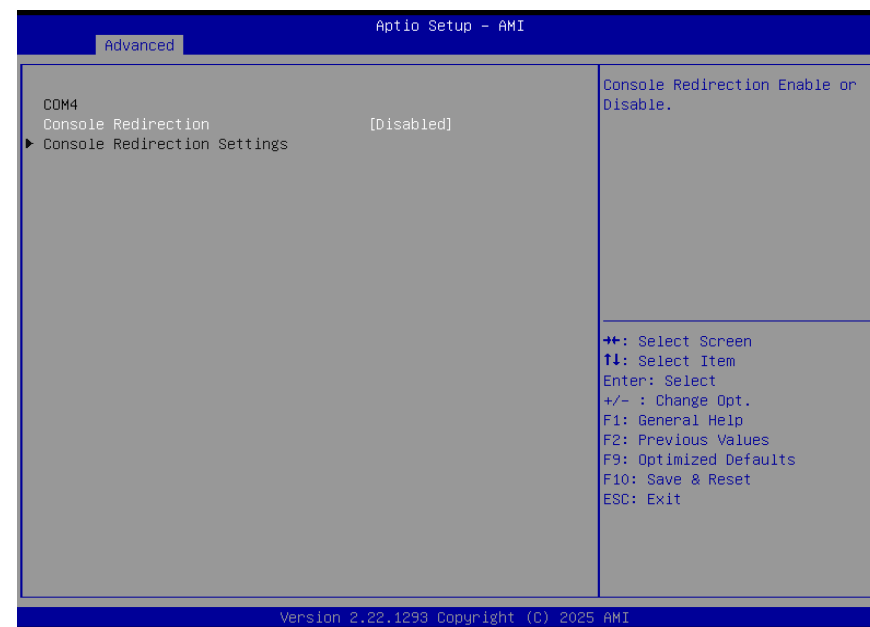 Aptio Setup – AMI
Advanced
COM4
Console Redirection [Disabled]
▶ Console Redirection Settings
Console Redirection Enable or
Disable.
→←: Select Screen
↑↓: Select Item
Enter: Select
+/- : Change Opt.
F1: General Help
F2: Previous Values
F9: Optimized Defaults
F10: Save & Reset
ESC: Exit
Version 2.22.1293 Copyright (C) 2025 AMI